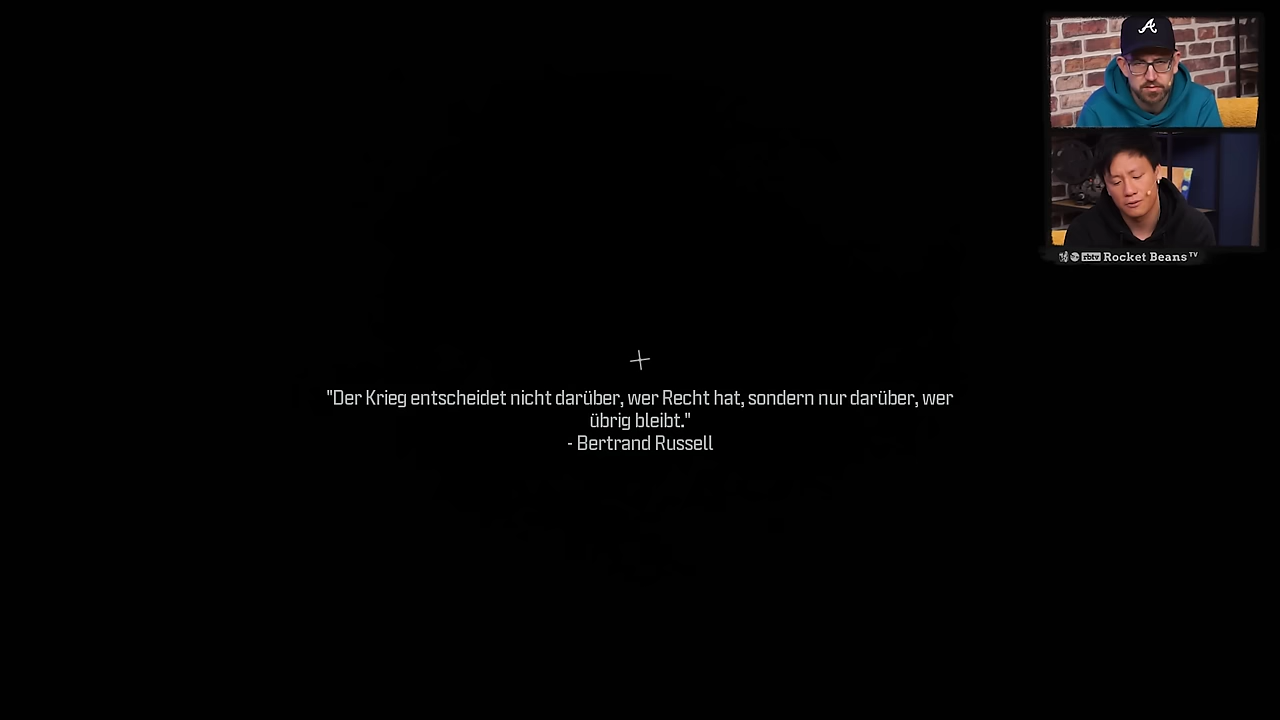 "Der Krieg entscheidet nicht darüber, wer Recht hat, sondern nur darüber, wer
übrig bleibt."
- Bertrand Russell
A
rbtv Rocket Beans TV